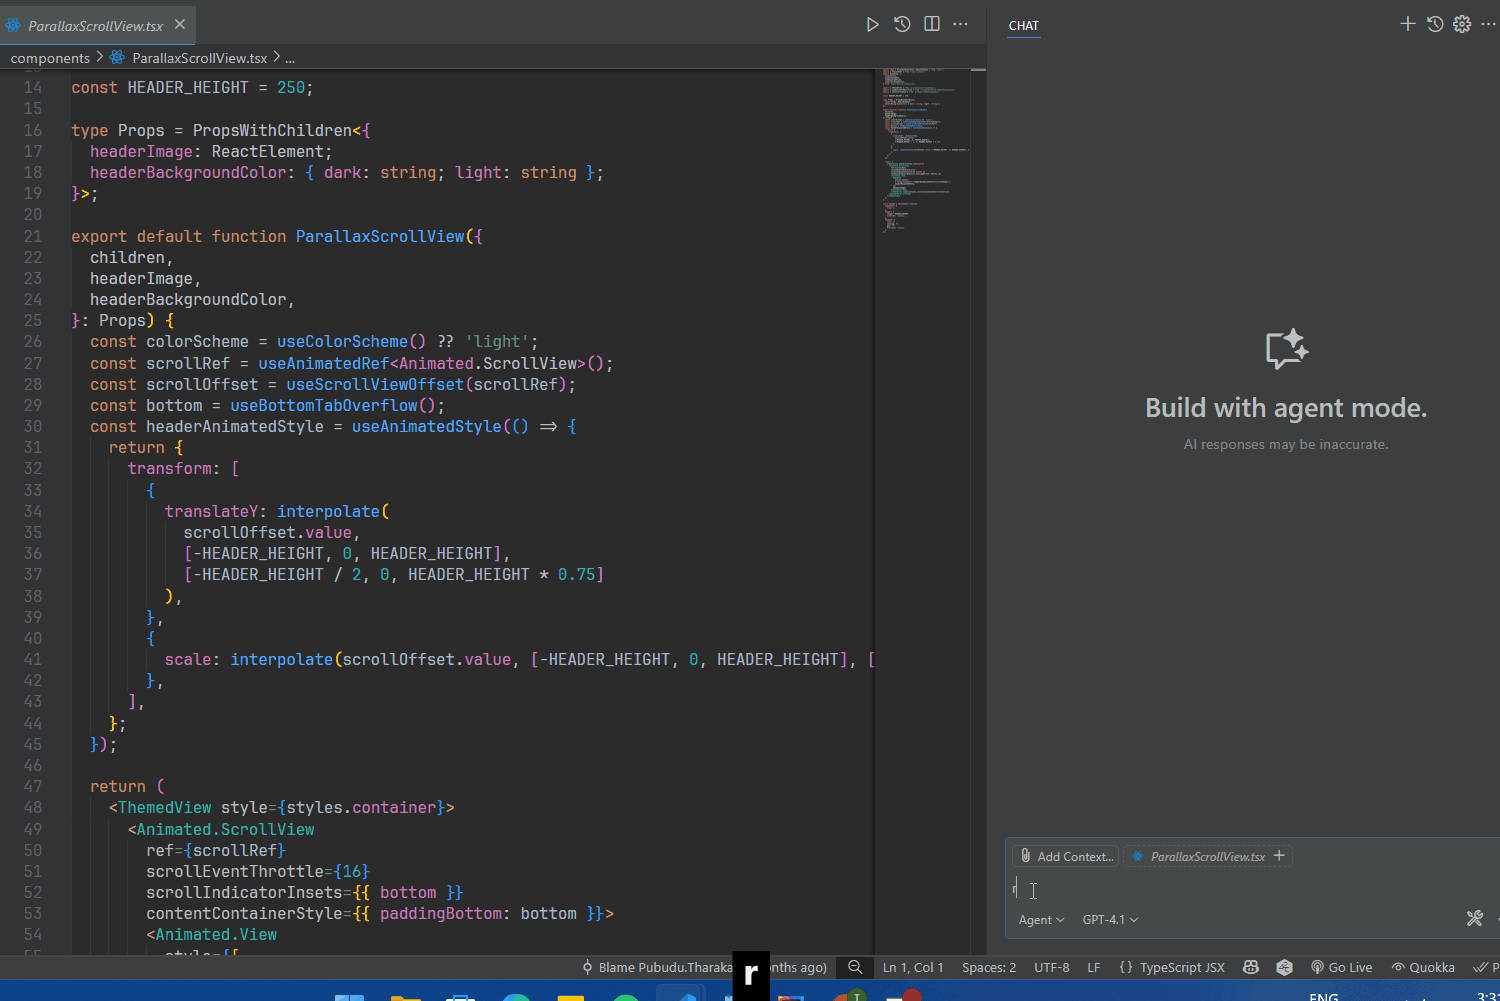 ParallaxScrollView.tsx
CHAT
components > ParallaxScrollView.tsx > ...
14 const HEADER_HEIGHT = 250;
15
16 type Props = PropsWithChildren<{
17 headerImage: ReactElement;
18 headerBackgroundColor: { dark: string; light: string };
19 }>;
20
21 export default function ParallaxScrollView({
22 children,
23 headerImage,
24 headerBackgroundColor,
25 }: Props) {
26 const colorScheme = useColorScheme() ?? 'light';
27 const scrollRef = useAnimatedRef<Animated.ScrollView>();
28 const scrollOffset = useScrollViewOffset(scrollRef);
29 const bottom = useBottomTabOverflow();
30 const headerAnimatedStyle = useAnimatedStyle(() => {
31 return {
32 transform: [
33 {
34 translateY: interpolate(
35 scrollOffset.value,
36 [-HEADER_HEIGHT, 0, HEADER_HEIGHT],
37 [-HEADER_HEIGHT / 2, 0, HEADER_HEIGHT * 0.75]
38 ),
39 },
40 {
41 scale: interpolate(scrollOffset.value, [-HEADER_HEIGHT, 0, HEADER_HEIGHT], [
42 },
43 ],
44 };
45 });
46
47 return (
48 <ThemedView style={styles.container}>
49 <Animated.ScrollView
50 ref={scrollRef}
51 scrollEventThrottle={16}
52 scrollIndicatorInsets={{ bottom }}
53 contentContainerStyle={{ paddingBottom: bottom }}>
54 <Animated.View
55 style={[
Build with agent mode.
AI responses may be inaccurate.
Add Context... ParallaxScrollView.tsx +
r
Agent GPT-4.1
Blame Pubudu.Tharaka nths ago) Ln 1, Col 1 Spaces: 2 UTF-8 LF {} TypeScript JSX Go Live Quokka P
r
ENG 3:3